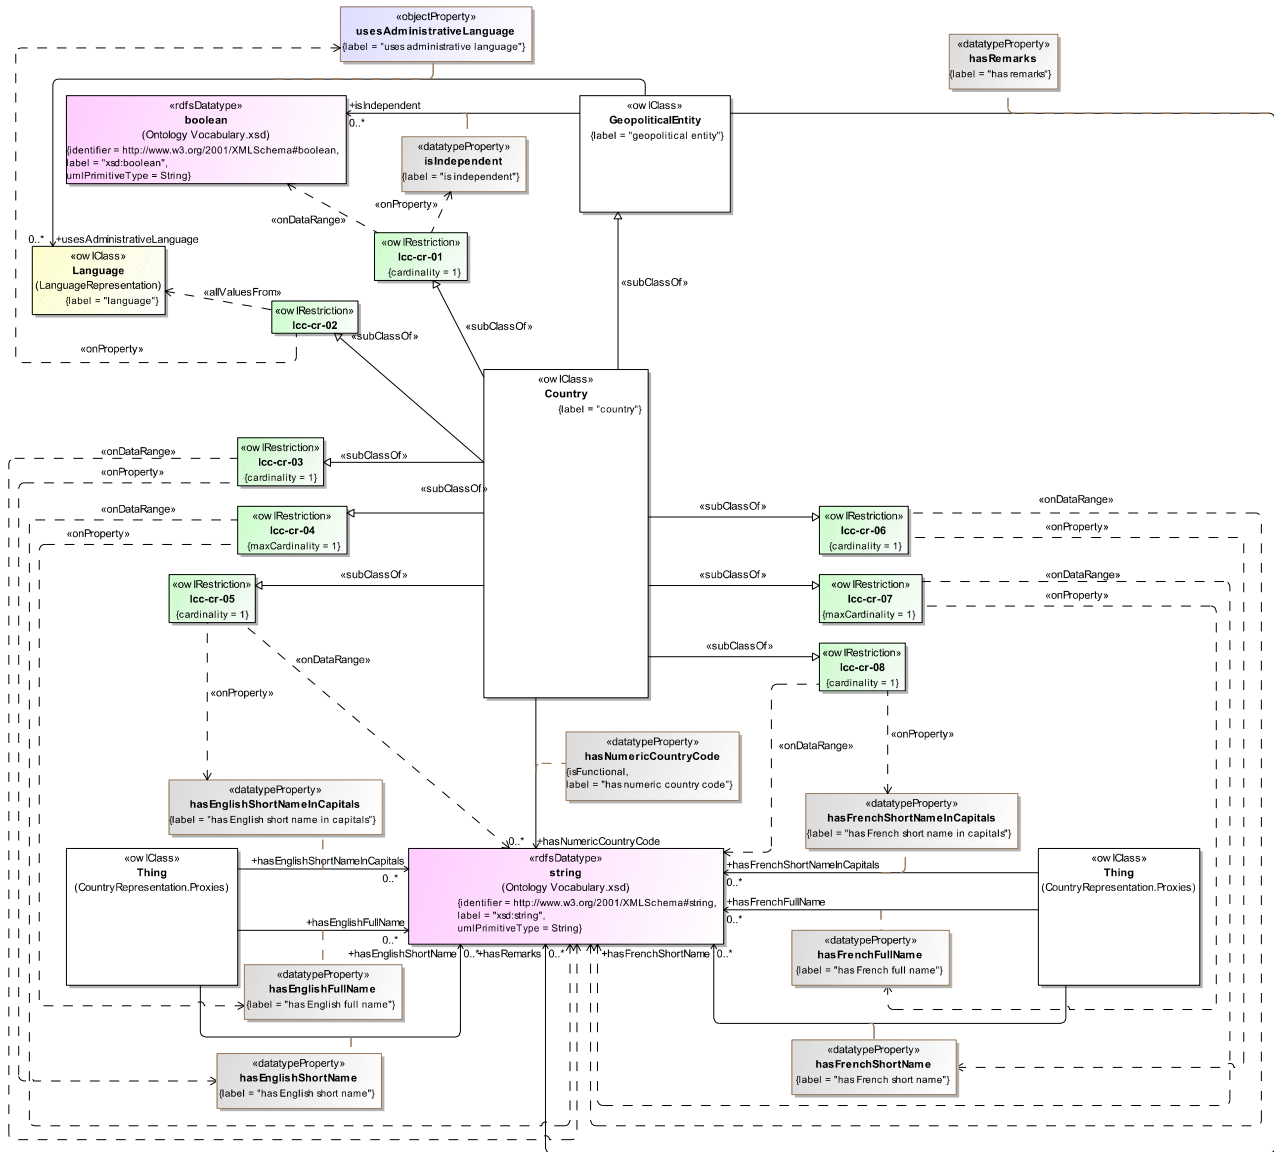 «objectProperty»
usesAdministrativeLanguage
{label = "uses administrative language"}
«datatypeProperty»
hasRemarks
{label = "has remarks"}
«rdfsDatatype»
boolean
(Ontology Vocabulary.xsd)
{identifier = http://www.w3.org/2001/XMLSchema#boolean,
label = "xsd:boolean",
umlPrimitiveType = String}
+isIndependent
0..*
«owlClass»
GeopoliticalEntity
{label = "geopolitical entity"}
«datatypeProperty»
isIndependent
{label = "is independent"}
«onProperty»
«onDataRange»
0..*
+usesAdministrativeLanguage
«owlClass»
Language
(LanguageRepresentation)
{label = "language"}
«owlRestriction»
lcc-cr-01
{cardinality = 1}
«subClassOf»
«allValuesFrom»
«owlRestriction»
lcc-cr-02
«subClassOf»
«subClassOf»
«onProperty»
«owlClass»
Country
{label = "country"}
«onDataRange»
«onProperty»
«owlRestriction»
lcc-cr-03
{cardinality = 1}
«subClassOf»
«subClassOf»
«onDataRange»
«onProperty»
«owlRestriction»
lcc-cr-04
{maxCardinality = 1}
«subClassOf»
«owlRestriction»
lcc-cr-06
{cardinality = 1}
«onDataRange»
«onProperty»
«owlRestriction»
lcc-cr-05
{cardinality = 1}
«subClassOf»
«subClassOf»
«owlRestriction»
lcc-cr-07
{maxCardinality = 1}
«onDataRange»
«onProperty»
«onDataRange»
«onProperty»
«subClassOf»
«owlRestriction»
lcc-cr-08
{cardinality = 1}
«onDataRange»
«onProperty»
«datatypeProperty»
hasNumericCountryCode
{isFunctional,
label = "has numeric country code"}
«datatypeProperty»
hasEnglishShortNameInCapitals
{label = "has English short name in capitals"}
«datatypeProperty»
hasFrenchShortNameInCapitals
{label = "has French short name in capitals"}
0..*
+hasNumericCountryCode
«owlClass»
Thing
(CountryRepresentation.Proxies)
+hasEnglishShortNameInCapitals
0..*
«rdfsDatatype»
string
(Ontology Vocabulary.xsd)
{identifier = http://www.w3.org/2001/XMLSchema#string,
label = "xsd:string",
umlPrimitiveType = String}
+hasFrenchShortNameInCapitals
0..*
«owlClass»
Thing
(CountryRepresentation.Proxies)
+hasEnglishFullName
0..*
+hasFrenchFullName
0..*
+hasEnglishShortName
0..*
+hasRemarks
0..*
+hasFrenchShortName
0..*
«datatypeProperty»
hasEnglishFullName
{label = "has English full name"}
«datatypeProperty»
hasFrenchFullName
{label = "has French full name"}
«datatypeProperty»
hasEnglishShortName
{label = "has English short name"}
«datatypeProperty»
hasFrenchShortName
{label = "has French short name"}